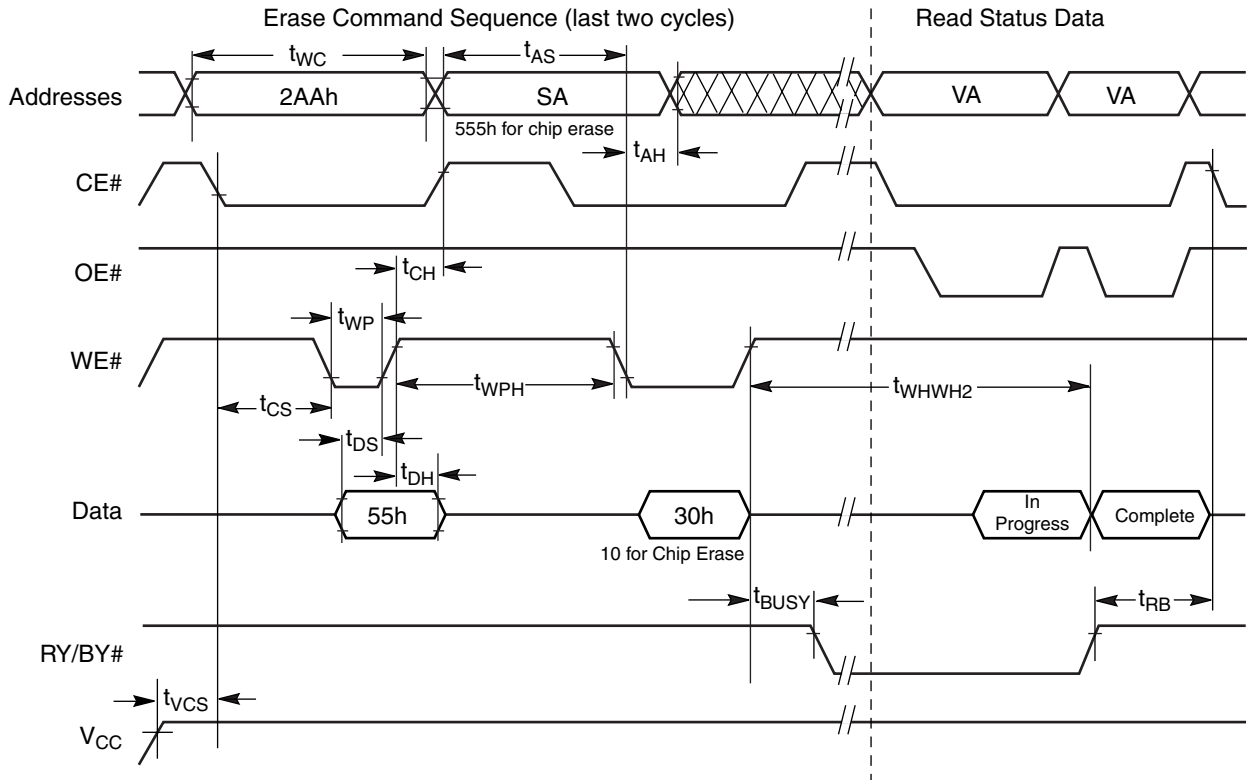 Erase Command Sequence (last two cycles)
Read Status Data
tWC
tAS
Addresses
2AAh
SA
VA
VA
555h for chip erase
tAH
CE#
OE#
tCH
tWP
WE#
tWPH
tWHWH2
tCS
tDS
tDH
Data
55h
30h
In
Progress
Complete
10 for Chip Erase
tBUSY
tRB
RY/BY#
tVCS
VCC